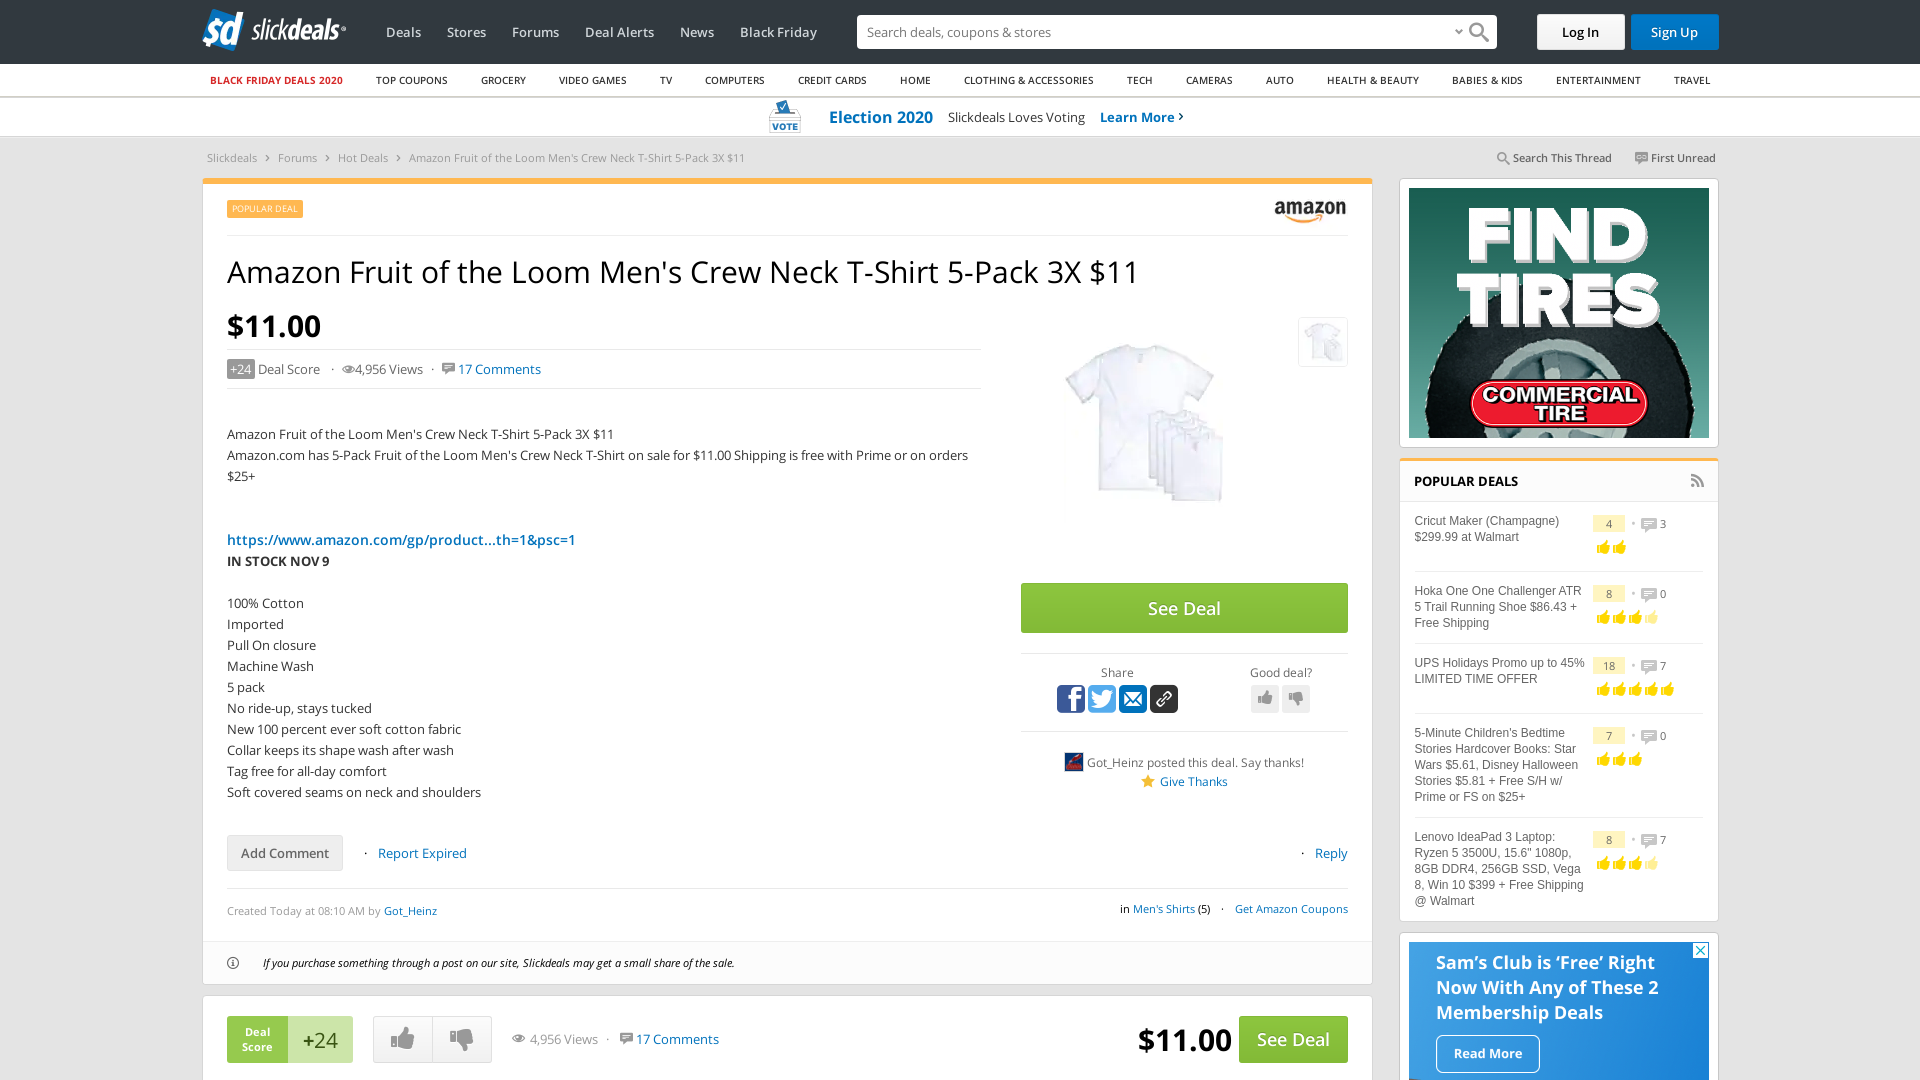 slickdeals
Deals
Stores
Forums
Deal Alerts
News
Black Friday
Search deals, coupons & shopping
Log In
Sign Up
BLACK FRIDAY DEALS 2020
TOP COUPONS
GROCERY
VIDEO GAMES
TV
COMPUTERS
CREDIT CARDS
HOME
CLOTHING & ACCESSORIES
TECH
CAMERAS
AUTO
HEALTH & BEAUTY
BABIES & KIDS
ENTERTAINMENT
TRAVEL
VOTE
Election 2020 Slickdeals Loves Voting Learn More
Slickdeals > Forums > Hot Deals > Amazon Fruit of the Loom Men's Crew Neck T-Shirt 5-Pack 3X $11
Search This Thread
First Unread
POPULAR DEAL
amazon
Amazon Fruit of the Loom Men's Crew Neck T-Shirt 5-Pack 3X $11
$11.00
+24 Deal Score · 4,956 Views · 17 Comments
Amazon Fruit of the Loom Men's Crew Neck T-Shirt 5-Pack 3X $11
Amazon.com has 5-Pack Fruit of the Loom Men's Crew Neck T-Shirt on sale for $11.00 Shipping is free with Prime or on orders
$25+
https://www.amazon.com/gp/product...th=1&psc=1
IN STOCK NOV 9
100% Cotton
Imported
Pull On closure
Machine Wash
5 pack
No ride-up, stays tucked
New 100 percent ever soft cotton fabric
Collar keeps its shape wash after wash
Tag free for all-day comfort
Soft covered seams on neck and shoulders
See Deal
Share
Good deal?
Got_Heinz posted this deal. Say thanks!
Give Thanks
Add Comment
· Report Expired
· Reply
Created Today at 08:10 AM by Got_Heinz
in Men's Shirts (5) · Get Amazon Coupons
If you purchase something through a post on our site, Slickdeals may get a small share of the sale.
Deal
Score
+24
4,956 Views · 17 Comments
$11.00
See Deal
FIND
TIRES
COMMERCIAL
TIRE
POPULAR DEALS
Cricut Maker (Champagne)
$299.99 at Walmart
4 · 3
Hoka One One Challenger ATR
5 Trail Running Shoe $86.43 +
Free Shipping
8 · 0
UPS Holidays Promo up to 45%
LIMITED TIME OFFER
18 · 7
5-Minute Children's Bedtime
Stories Hardcover Books: Star
Wars $5.61, Disney Halloween
Stories $5.81 + Free S/H w/
Prime or FS on $25+
7 · 0
Lenovo IdeaPad 3 Laptop:
Ryzen 5 3500U, 15.6" 1080p,
8GB DDR4, 256GB SSD, Vega
8, Win 10 $399 + Free Shipping
@ Walmart
8 · 7
Sam's Club is 'Free' Right
Now With Any of These 2
Membership Deals
Read More